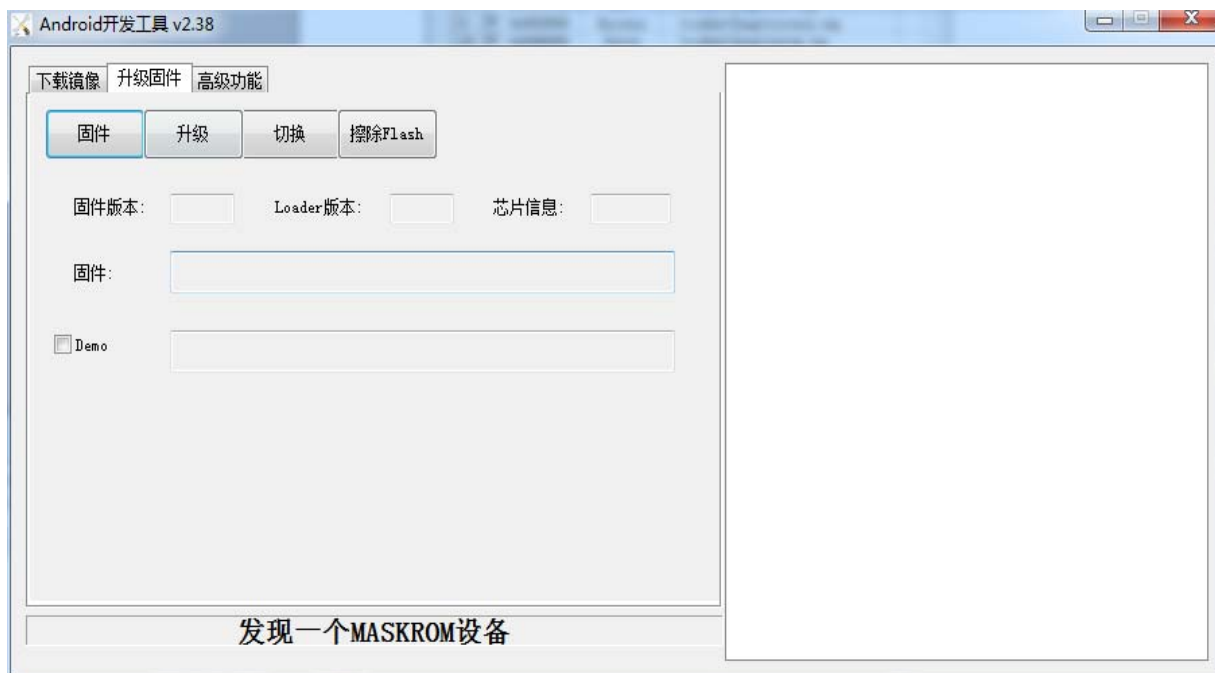 Android开发工具 v2.38
下载镜像 升级固件 高级功能
固件 升级 切换 擦除Flash
固件版本: Loader版本: 芯片信息:
固件:
Demo
发现一个MASKROM设备